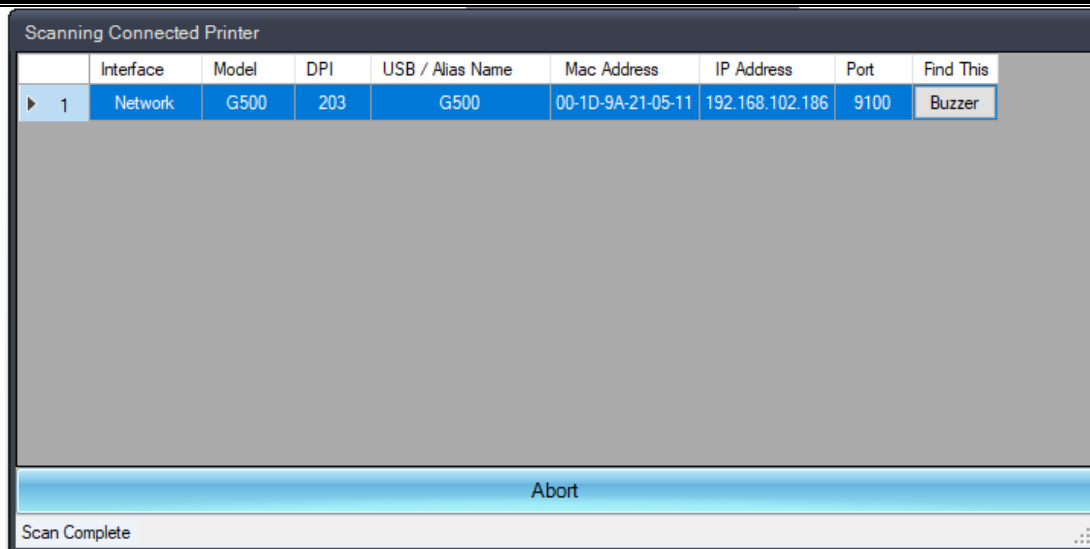 Scanning Connected Printer
Interface Model DPI USB / Alias Name Mac Address IP Address Port Find This
1 Network G500 203 G500 00-1D-9A-21-05-11 192.168.102.186 9100 Buzzer
Abort
Scan Complete